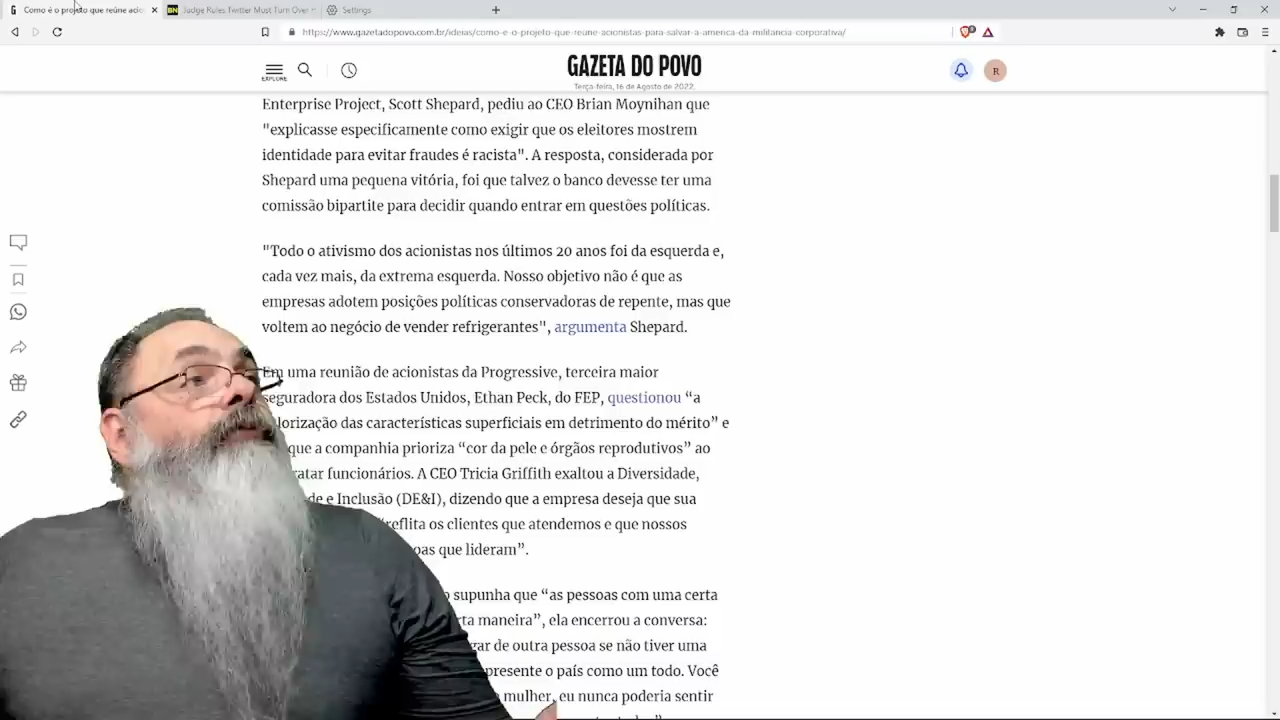 Como é o projeto que reúne acio
Judge Rules Twitter Must Turn Over
Settings
https://www.gazetadopovo.com.br/ideias/como-e-o-projeto-que-reune-acionistas-para-salvar-a-america-da-militancia-corporativa/
EXPLORE
GAZETA DO POVO
Terça-feira, 16 de Agosto de 2022.
R
Enterprise Project, Scott Shepard, pediu ao CEO Brian Moynihan que
"explicasse especificamente como exigir que os eleitores mostrem
identidade para evitar fraudes é racista". A resposta, considerada por
Shepard uma pequena vitória, foi que talvez o banco devesse ter uma
comissão bipartite para decidir quando entrar em questões políticas.
"Todo o ativismo dos acionistas nos últimos 20 anos foi da esquerda e,
cada vez mais, da extrema esquerda. Nosso objetivo não é que as
empresas adotem posições políticas conservadoras de repente, mas que
voltem ao negócio de vender refrigerantes", argumenta Shepard.
Em uma reunião de acionistas da Progressive, terceira maior
seguradora dos Estados Unidos, Ethan Peck, do FEP, questionou “a
lorização das características superficiais em detrimento do mérito” e
que a companhia prioriza “cor da pele e órgãos reprodutivos” ao
ratar funcionários. A CEO Tricia Griffith exaltou a Diversidade,
de e Inclusão (DE&I), dizendo que a empresa deseja que sua
“reflita os clientes que atendemos e que nossos
oas que lideram”.
supunha que “as pessoas com uma certa
rta maneira”, ela encerrou a conversa:
gar de outra pessoa se não tiver uma
presente o país como um todo. Você
mulher, eu nunca poderia sentir